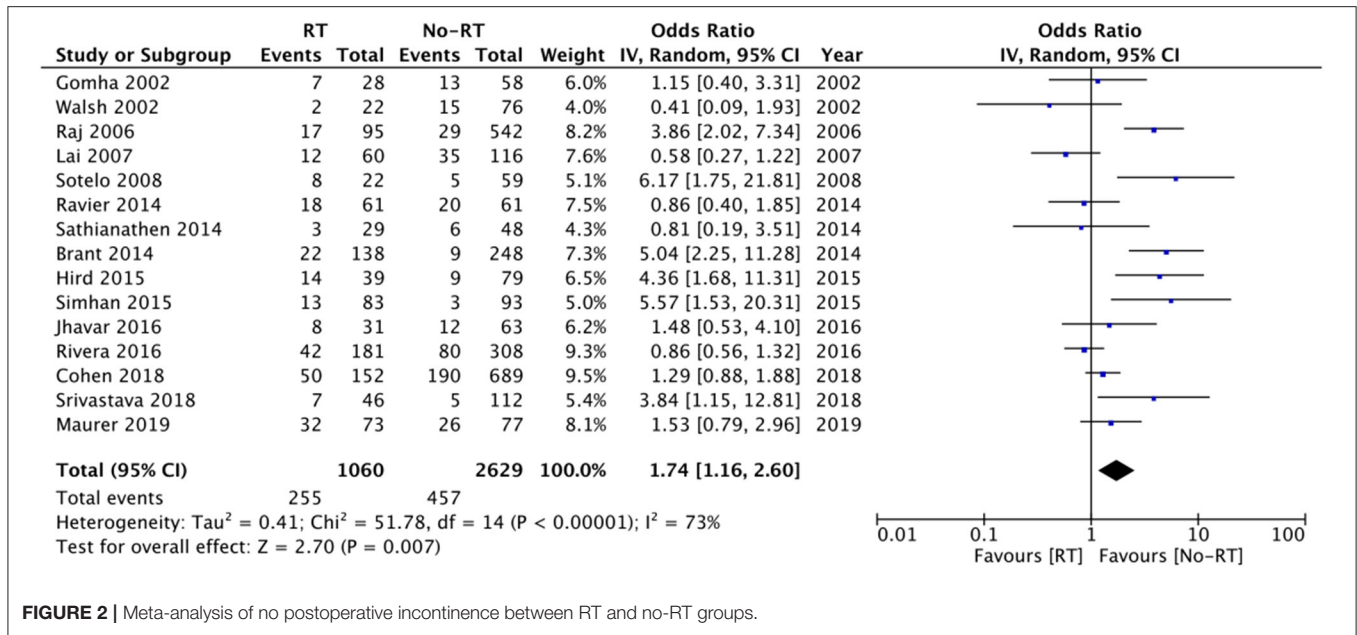 RT No-RT Odds Ratio Odds Ratio
Study or Subgroup Events Total Events Total Weight IV, Random, 95% CI Year IV, Random, 95% CI
Gomha 2002 7 28 13 58 6.0% 1.15 [0.40, 3.31] 2002
Walsh 2002 2 22 15 76 4.0% 0.41 [0.09, 1.93] 2002
Raj 2006 17 95 29 542 8.2% 3.86 [2.02, 7.34] 2006
Lai 2007 12 60 35 116 7.6% 0.58 [0.27, 1.22] 2007
Sotelo 2008 8 22 5 59 5.1% 6.17 [1.75, 21.81] 2008
Ravier 2014 18 61 20 61 7.5% 0.86 [0.40, 1.85] 2014
Sathianathen 2014 3 29 6 48 4.3% 0.81 [0.19, 3.51] 2014
Brant 2014 22 138 9 248 7.3% 5.04 [2.25, 11.28] 2014
Hird 2015 14 39 9 79 6.5% 4.36 [1.68, 11.31] 2015
Simhan 2015 13 83 3 93 5.0% 5.57 [1.53, 20.31] 2015
Jhavar 2016 8 31 12 63 6.2% 1.48 [0.53, 4.10] 2016
Rivera 2016 42 181 80 308 9.3% 0.86 [0.56, 1.32] 2016
Cohen 2018 50 152 190 689 9.5% 1.29 [0.88, 1.88] 2018
Srivastava 2018 7 46 5 112 5.4% 3.84 [1.15, 12.81] 2018
Maurer 2019 32 73 26 77 8.1% 1.53 [0.79, 2.96] 2019
Total (95% CI) 1060 2629 100.0% 1.74 [1.16, 2.60]
Total events 255 457
Heterogeneity: Tau² = 0.41; Chi² = 51.78, df = 14 (P < 0.00001); I² = 73%
Test for overall effect: Z = 2.70 (P = 0.007)
0.01 0.1 1 10 100
Favours [RT] Favours [No-RT]
FIGURE 2 | Meta-analysis of no postoperative incontinence between RT and no-RT groups.